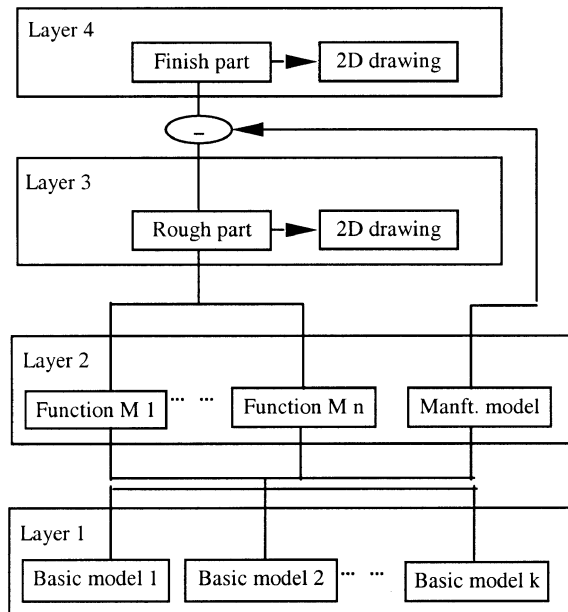 Layer 4
Finish part
2D drawing
–
Layer 3
Rough part
2D drawing
Layer 2
Function M 1
... ...
Function M n
Manft. model
Layer 1
Basic model 1
Basic model 2
... ...
Basic model k